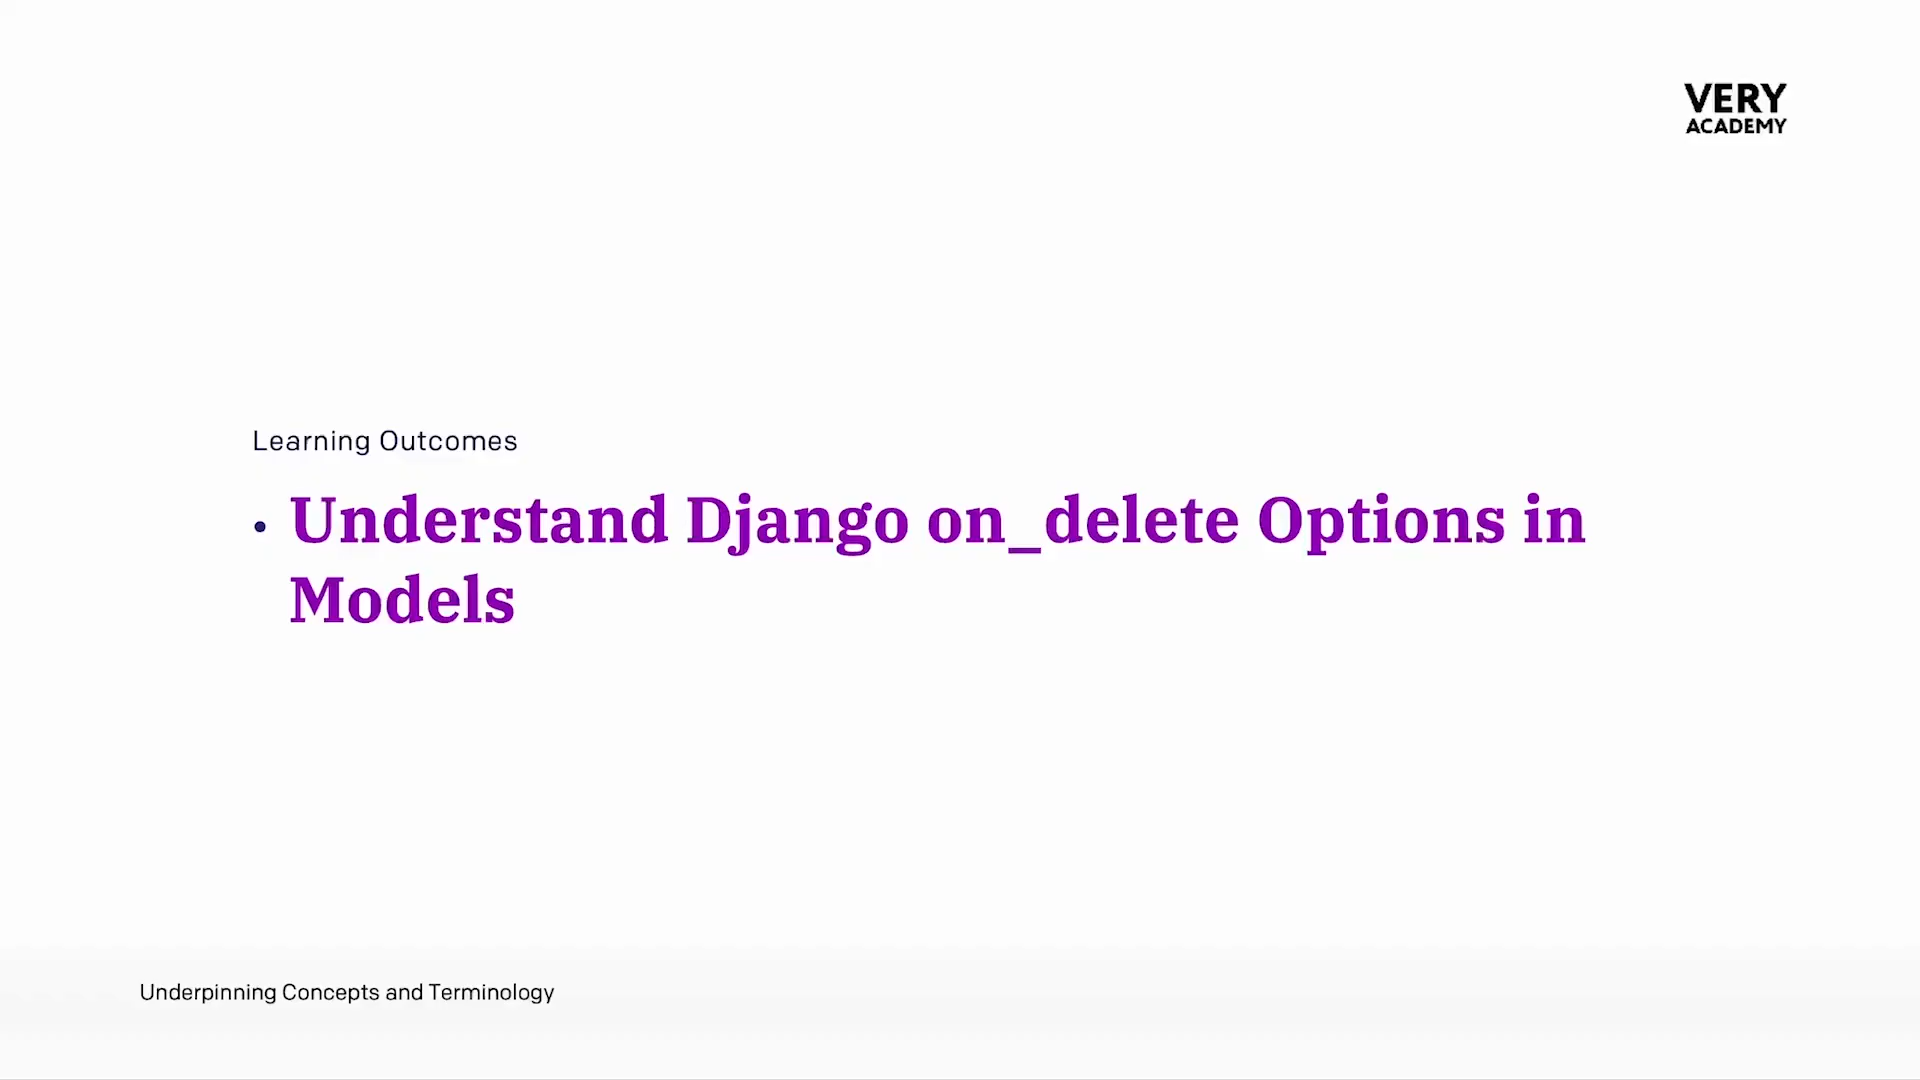 VERY
ACADEMY
Learning Outcomes
• Understand Django on_delete Options in
Models
Underpinning Concepts and Terminology